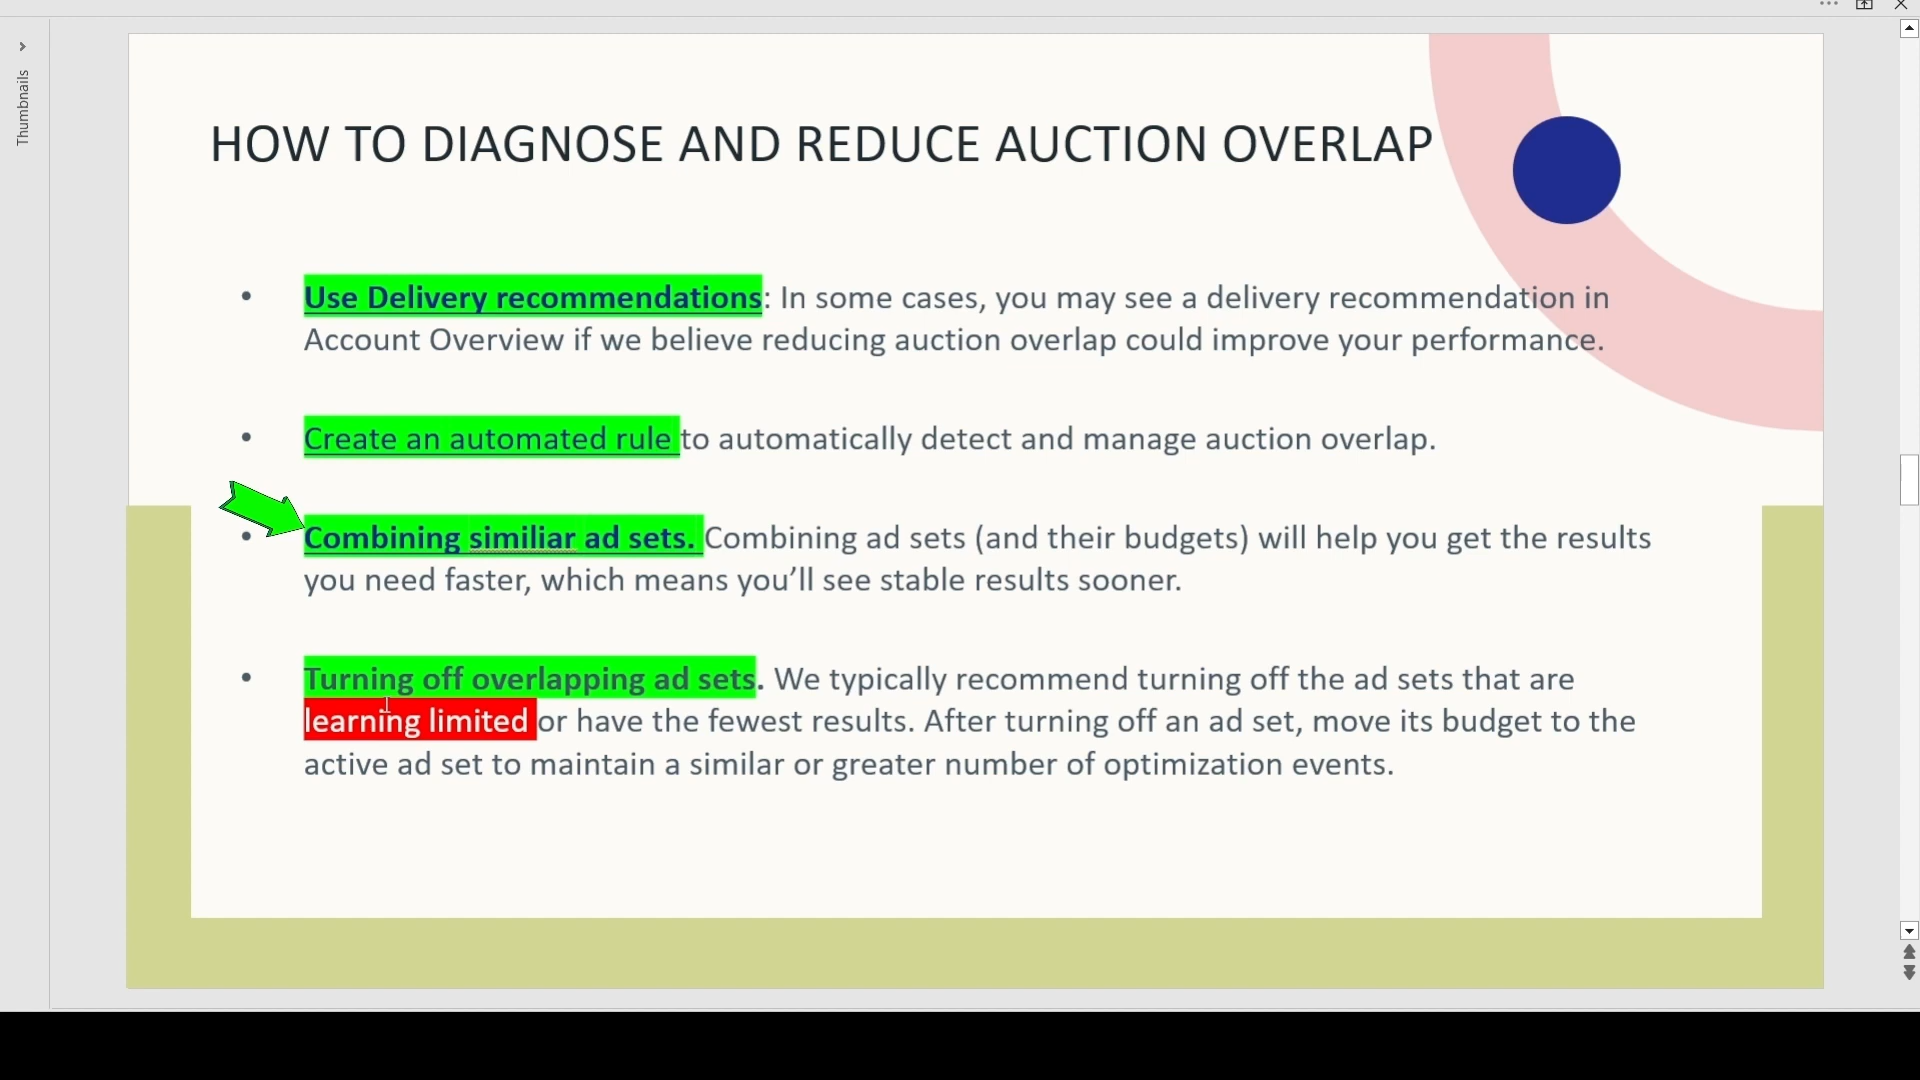 Thumbnails
HOW TO DIAGNOSE AND REDUCE AUCTION OVERLAP
• Use Delivery recommendations: In some cases, you may see a delivery recommendation in
Account Overview if we believe reducing auction overlap could improve your performance.
• Create an automated rule to automatically detect and manage auction overlap.
• Combining similiar ad sets. Combining ad sets (and their budgets) will help you get the results
you need faster, which means you’ll see stable results sooner.
• Turning off overlapping ad sets. We typically recommend turning off the ad sets that are
learning limited or have the fewest results. After turning off an ad set, move its budget to the
active ad set to maintain a similar or greater number of optimization events.